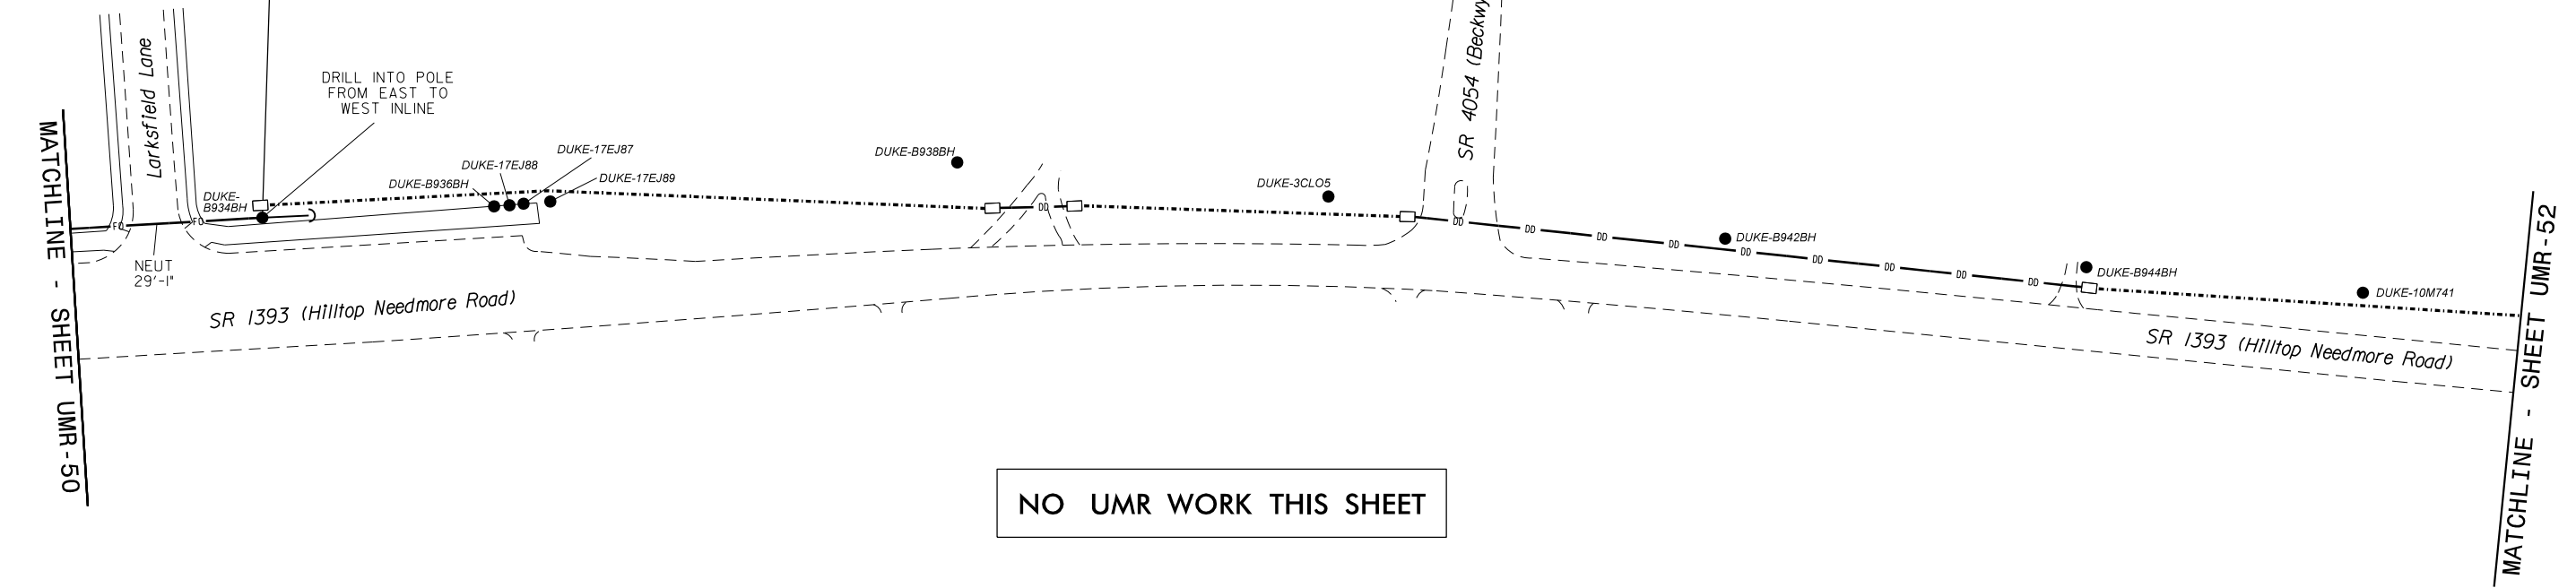 MATCHLINE - SHEET UMR-50
Larksfield Lane
DRILL INTO POLE
FROM EAST TO
WEST INLINE
DUKE-
B934BH
FO
FO
NEUT
29'-1"
DUKE-B936BH
DUKE-17EJ88
DUKE-17EJ87
DUKE-17EJ89
SR 1393 (Hilltop Needmore Road)
DUKE-B938BH
DD
DUKE-3CLO5
SR 4054 (Beckwy
DD
DD
DD
DD
DD
DD
DD
DD
DD
DUKE-B942BH
DUKE-B944BH
DUKE-10M741
SR 1393 (Hilltop Needmore Road)
MATCHLINE - SHEET UMR-52
NO UMR WORK THIS SHEET